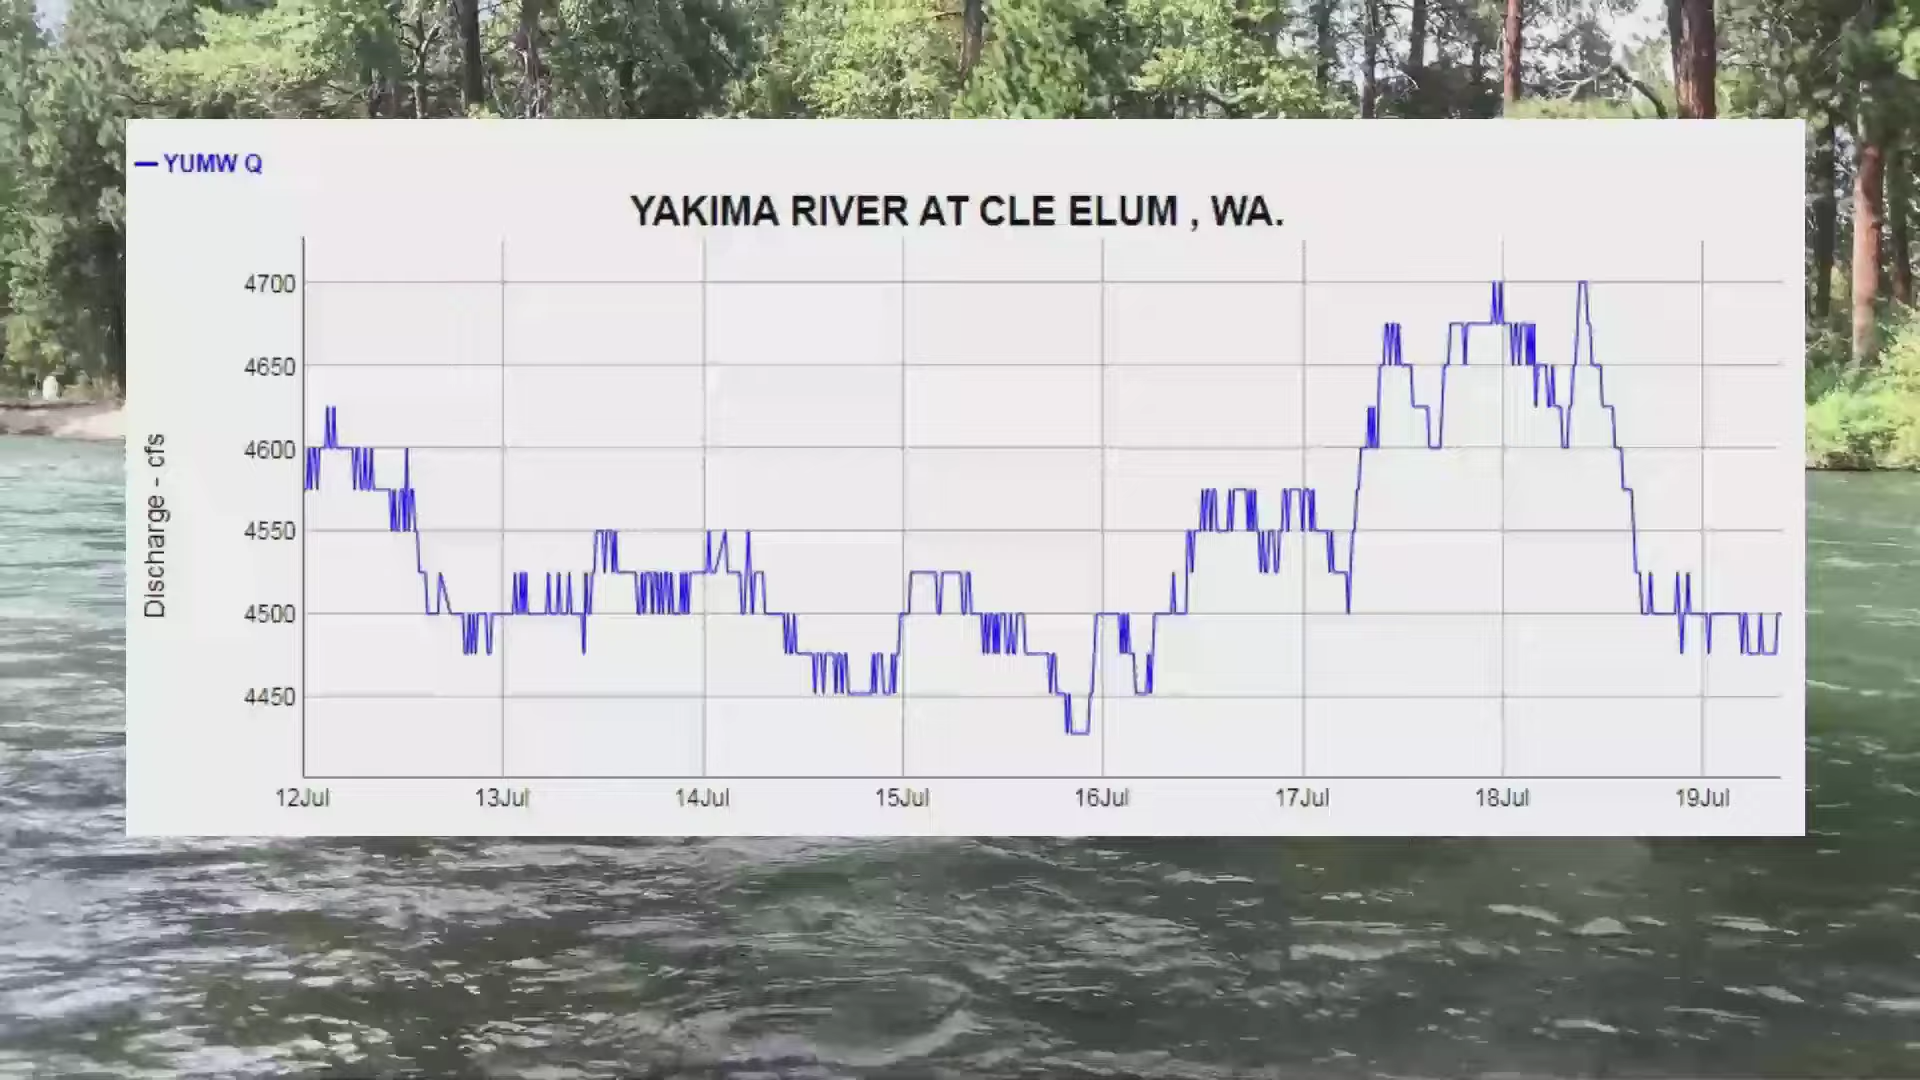 YUMW Q
YAKIMA RIVER AT CLE ELUM , WA.
Discharge - cfs
4700
4650
4600
4550
4500
4450
12Jul 13Jul 14Jul 15Jul 16Jul 17Jul 18Jul 19Jul